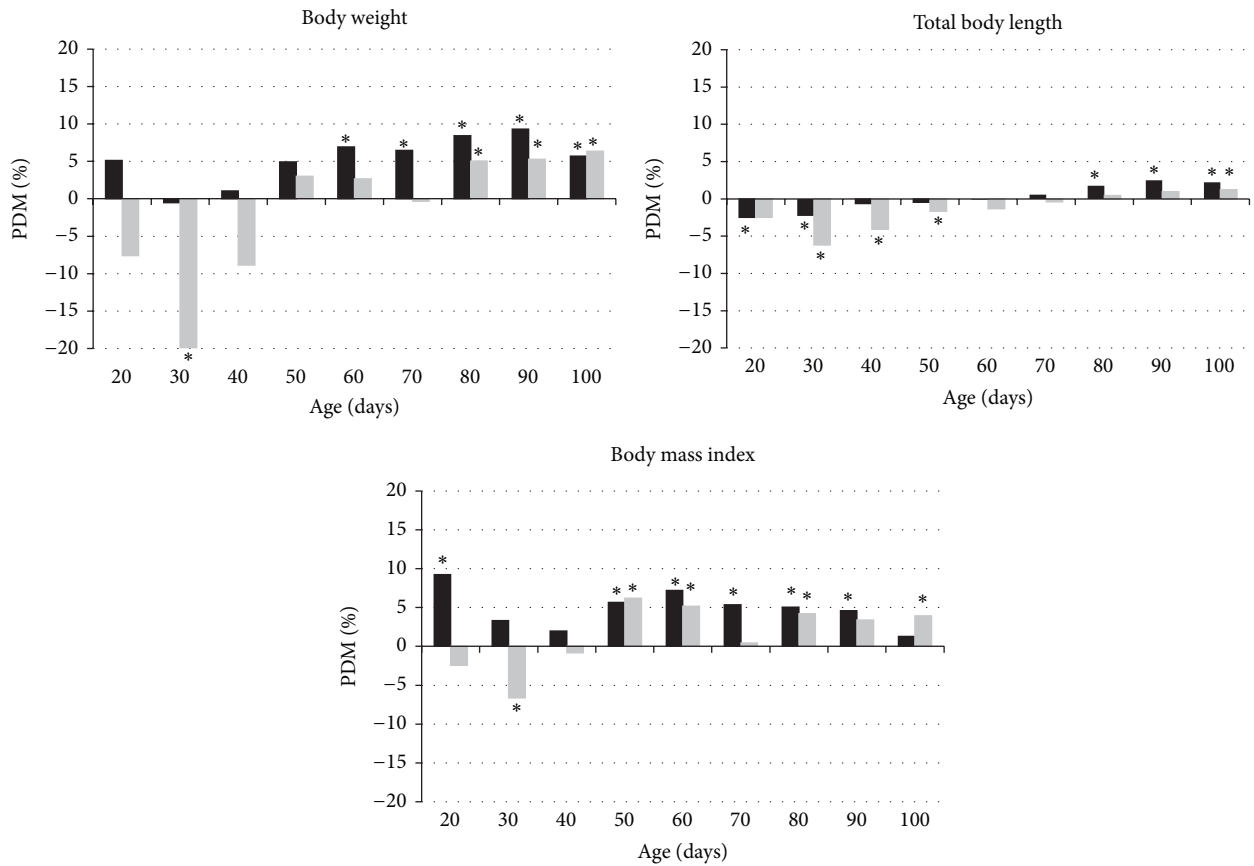 Body weight
20
15
10
5
0
−5
−10
−15
−20
PDM (%)
* * * * * * * * *
20 30 40 50 60 70 80 90 100
Age (days)
Total body length
20
15
10
5
0
−5
−10
−15
−20
PDM (%)
* * * * * * * * *
20 30 40 50 60 70 80 90 100
Age (days)
Body mass index
20
15
10
5
0
−5
−10
−15
−20
PDM (%)
* * * * * * * * * * *
20 30 40 50 60 70 80 90 100
Age (days)